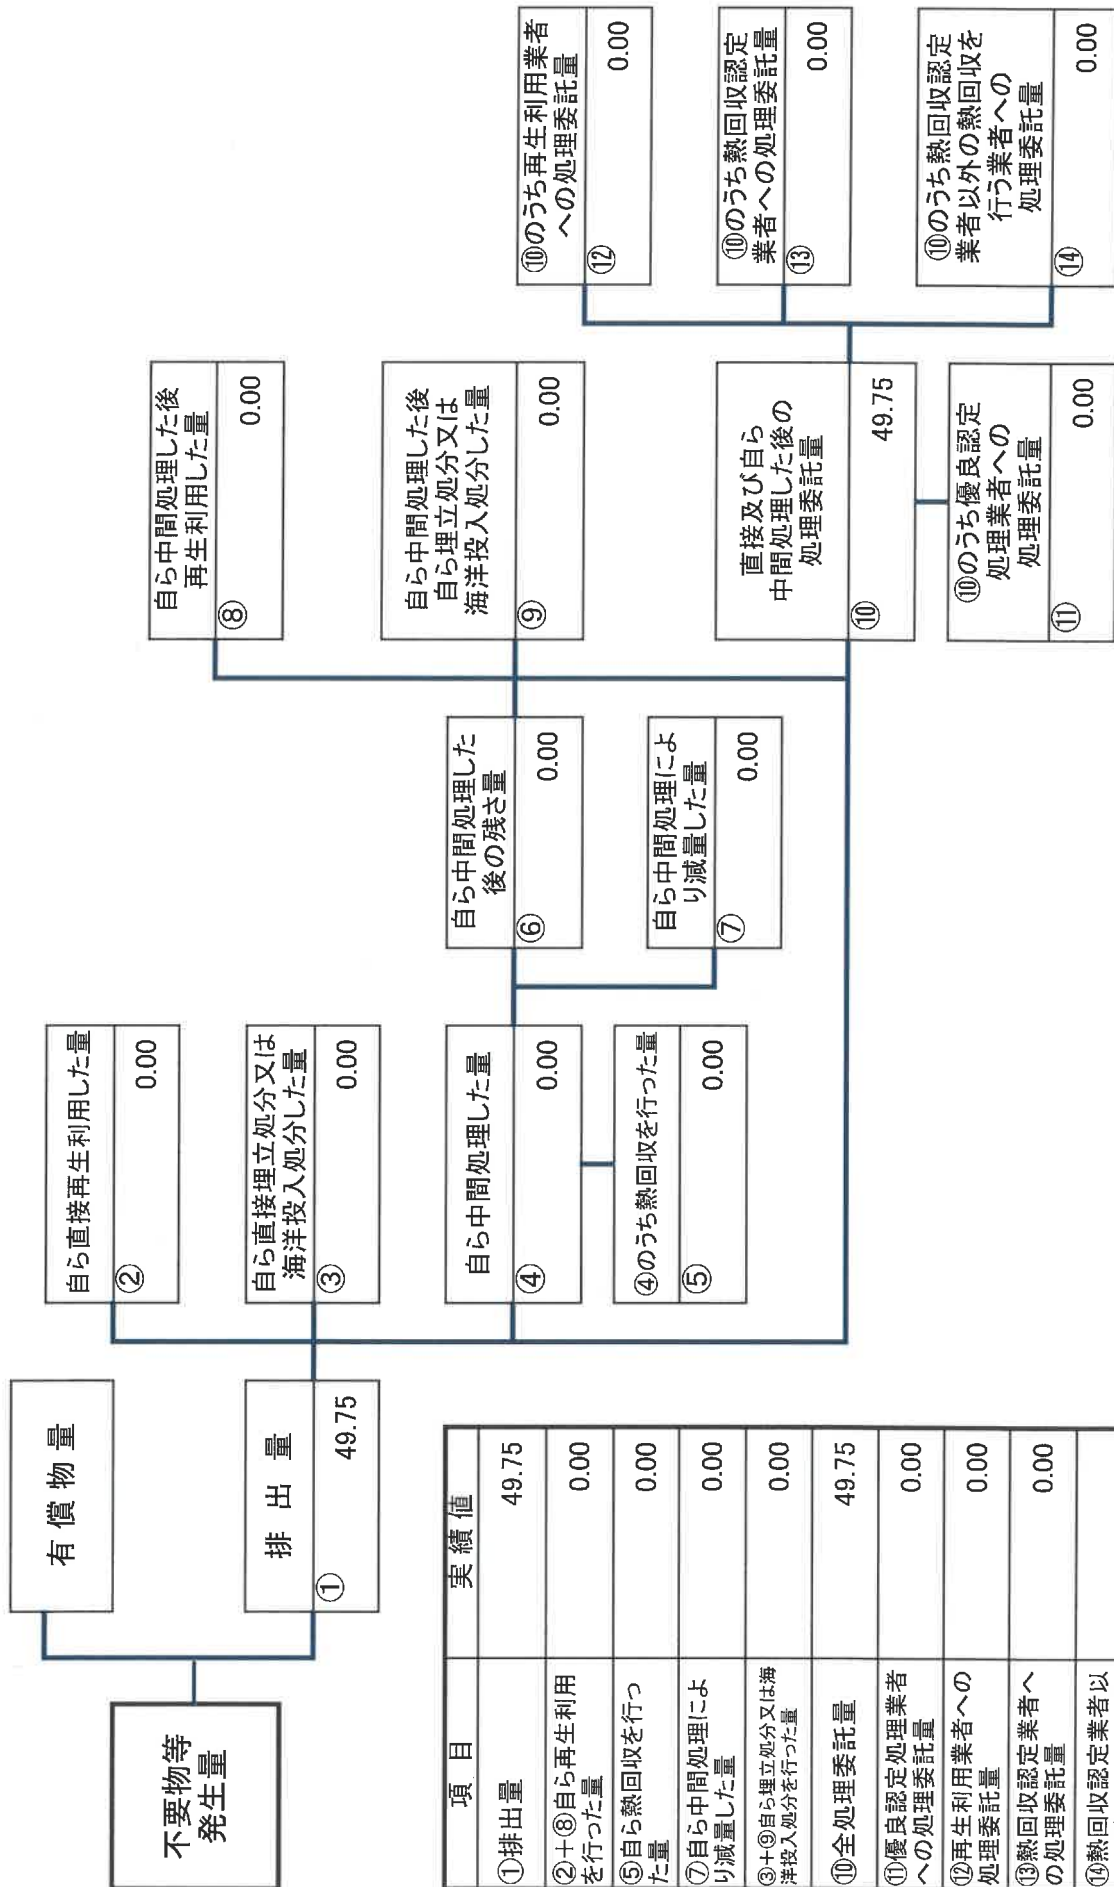 不要物等
発生量
有 償 物 量
排 出 量
①
49.75
自ら直接再生利用した量
②
0.00
自ら直接埋立処分又は
海洋投入処分した量
③
0.00
自ら中間処理した量
④
0.00
④のうち熱回収を行った量
⑤
0.00
自ら中間処理した
後の残さ量
⑥
0.00
自ら中間処理によ
り減量した量
⑦
0.00
自ら中間処理した後
再生利用した量
⑧
0.00
自ら中間処理した後
自ら埋立処分又は
海洋投入処分した量
⑨
0.00
直接及び自ら
中間処理した後の
処理委託量
⑩
49.75
⑩のうち優良認定
処理業者への
処理委託量
⑪
0.00
⑩のうち再生利用業者
への処理委託量
⑫
0.00
⑩のうち熱回収認定
業者への処理委託量
⑬
0.00
⑩のうち熱回収認定
業者以外の熱回収を
行う業者への
処理委託量
⑭
0.00
項 目 実 績 値
①排出量 49.75
②+⑧自ら再生利用
を行った量 0.00
⑤自ら熱回収を行っ
た量 0.00
⑦自ら中間処理によ
り減量した量 0.00
③+⑨自ら埋立処分又は海
洋投入処分を行った量 0.00
⑩全処理委託量 49.75
⑪優良認定処理業者
への処理委託量 0.00
⑫再生利用業者への
処理委託量 0.00
⑬熱回収認定業者へ
の処理委託量 0.00
⑭熱回収認定業者以